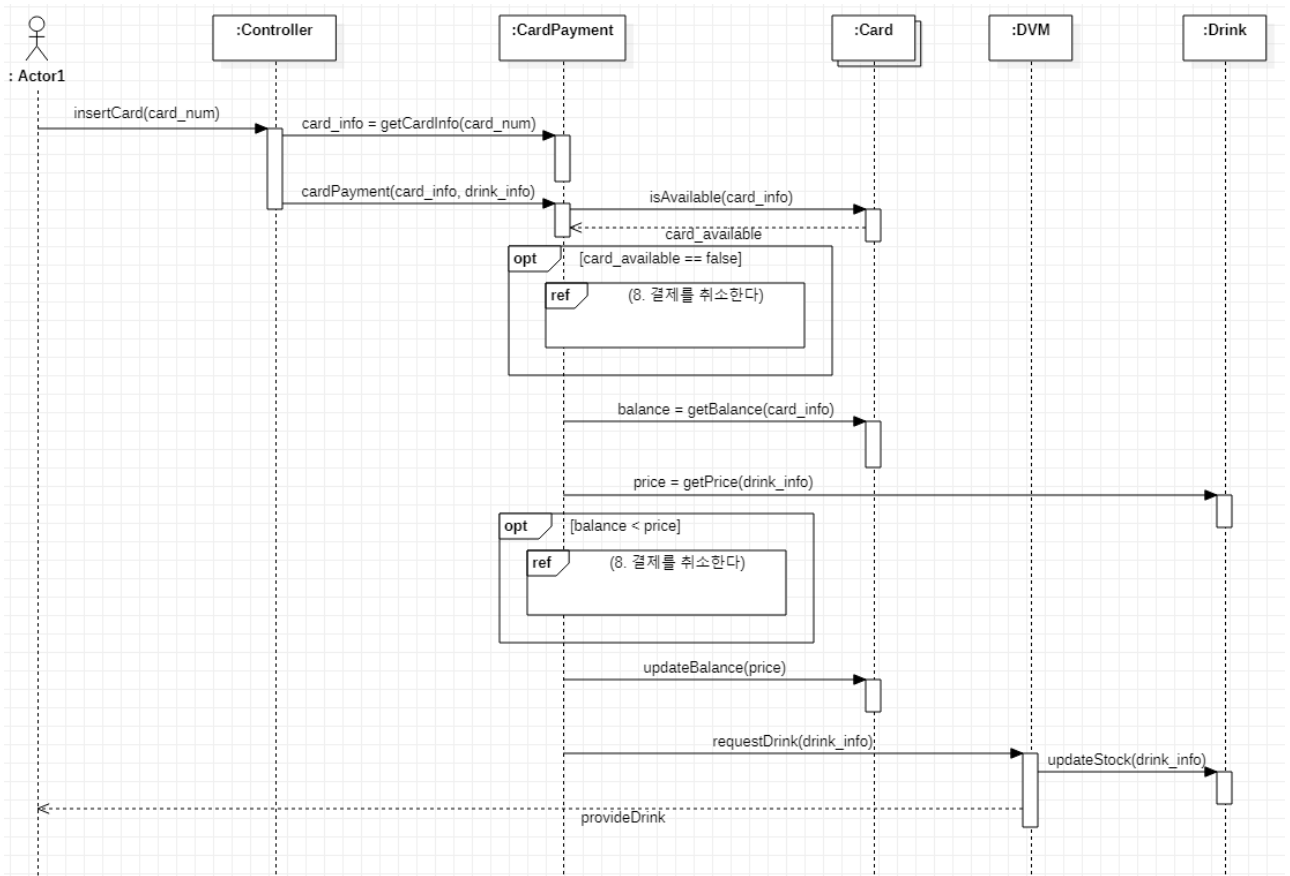 :Controller
:CardPayment
:Card
:DVM
:Drink
: Actor1
insertCard(card_num)
card_info = getCardInfo(card_num)
cardPayment(card_info, drink_info)
isAvailable(card_info)
card_available
opt
[card_available == false]
ref
(8. 결제를 취소한다)
balance = getBalance(card_info)
price = getPrice(drink_info)
opt
[balance < price]
ref
(8. 결제를 취소한다)
updateBalance(price)
requestDrink(drink_info)
updateStock(drink_info)
provideDrink